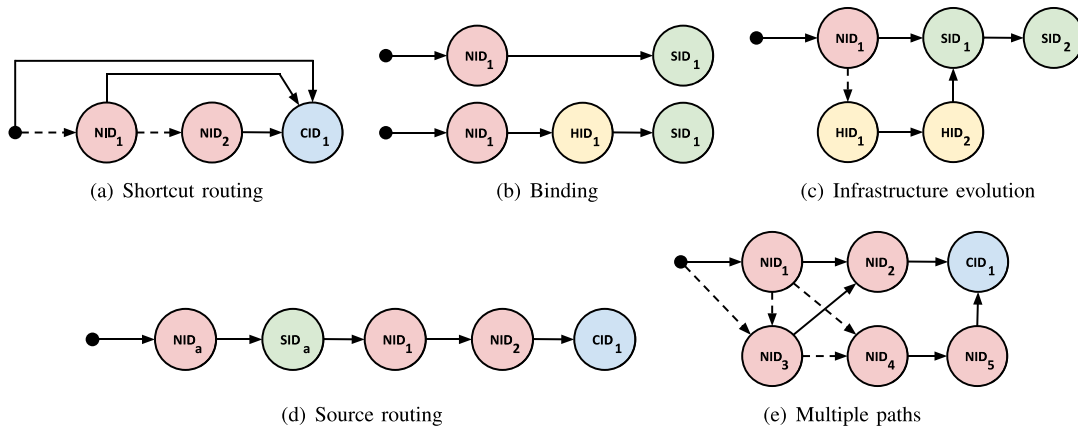 NID1 NID2 CID1
(a) Shortcut routing
NID1 SID1
NID1 HID1 SID1
(b) Binding
NID1 SID1 SID2
HID1 HID2
(c) Infrastructure evolution
NIDa SIDa NID1 NID2 CID1
(d) Source routing
NID1 NID2 CID1
NID3 NID4 NID5
(e) Multiple paths